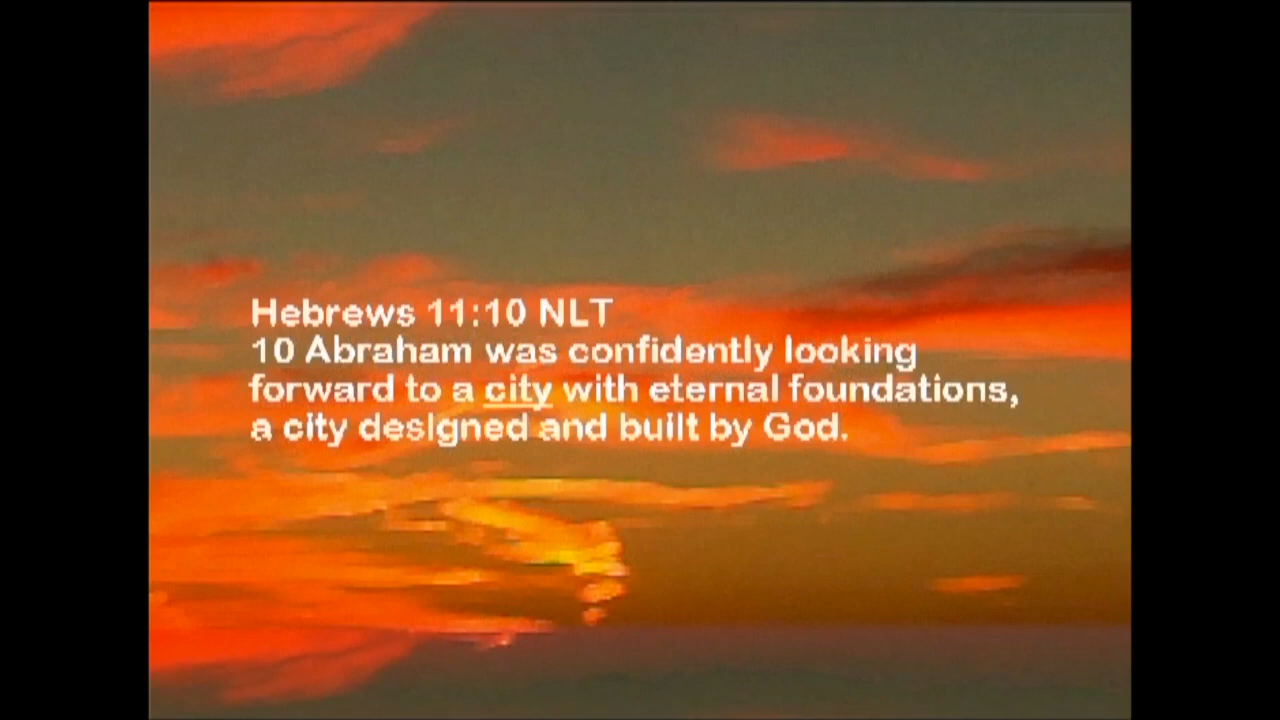 Hebrews 11:10 NLT
10 Abraham was confidently looking
forward to a city with eternal foundations,
a city designed and built by God.